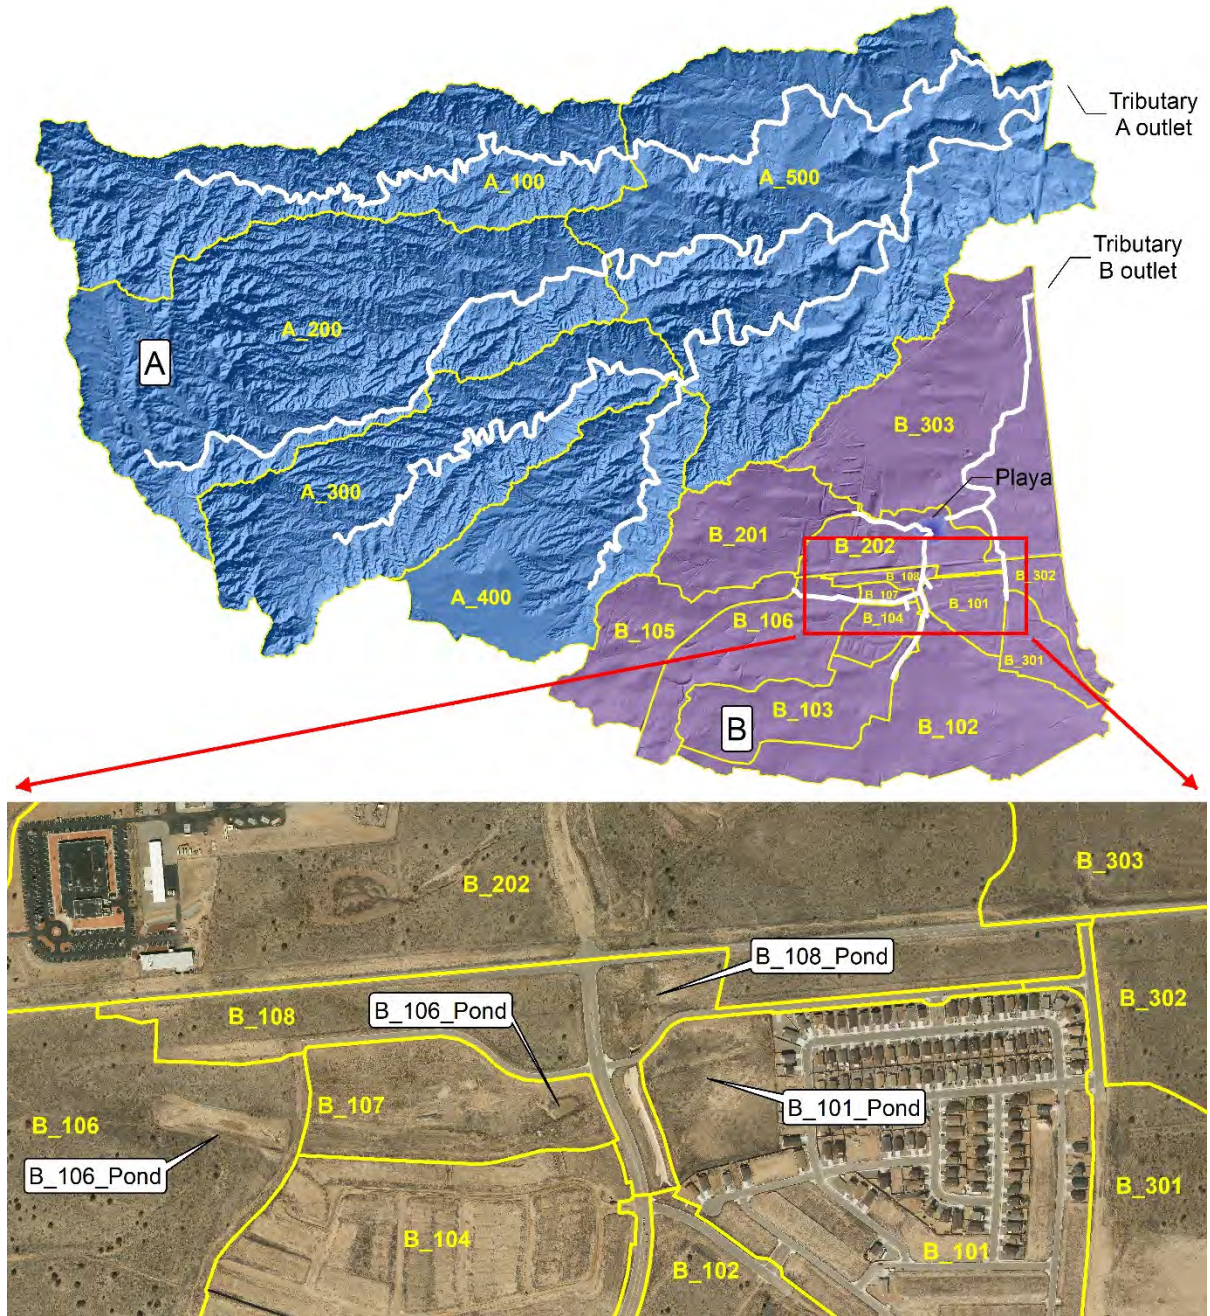 Tributary
A outlet
A_100
A_500
Tributary
B outlet
A_200
A
B_303
Playa
A_300
B_201
B_202
A_400
B_108
B_302
B_107
B_101
B_105
B_106
B_104
B_301
B_103
B
B_102
B_303
B_202
B_108_Pond
B_302
B_108
B_106_Pond
B_107
B_101_Pond
B_106
B_106_Pond
B_301
B_104
B_101
B_102